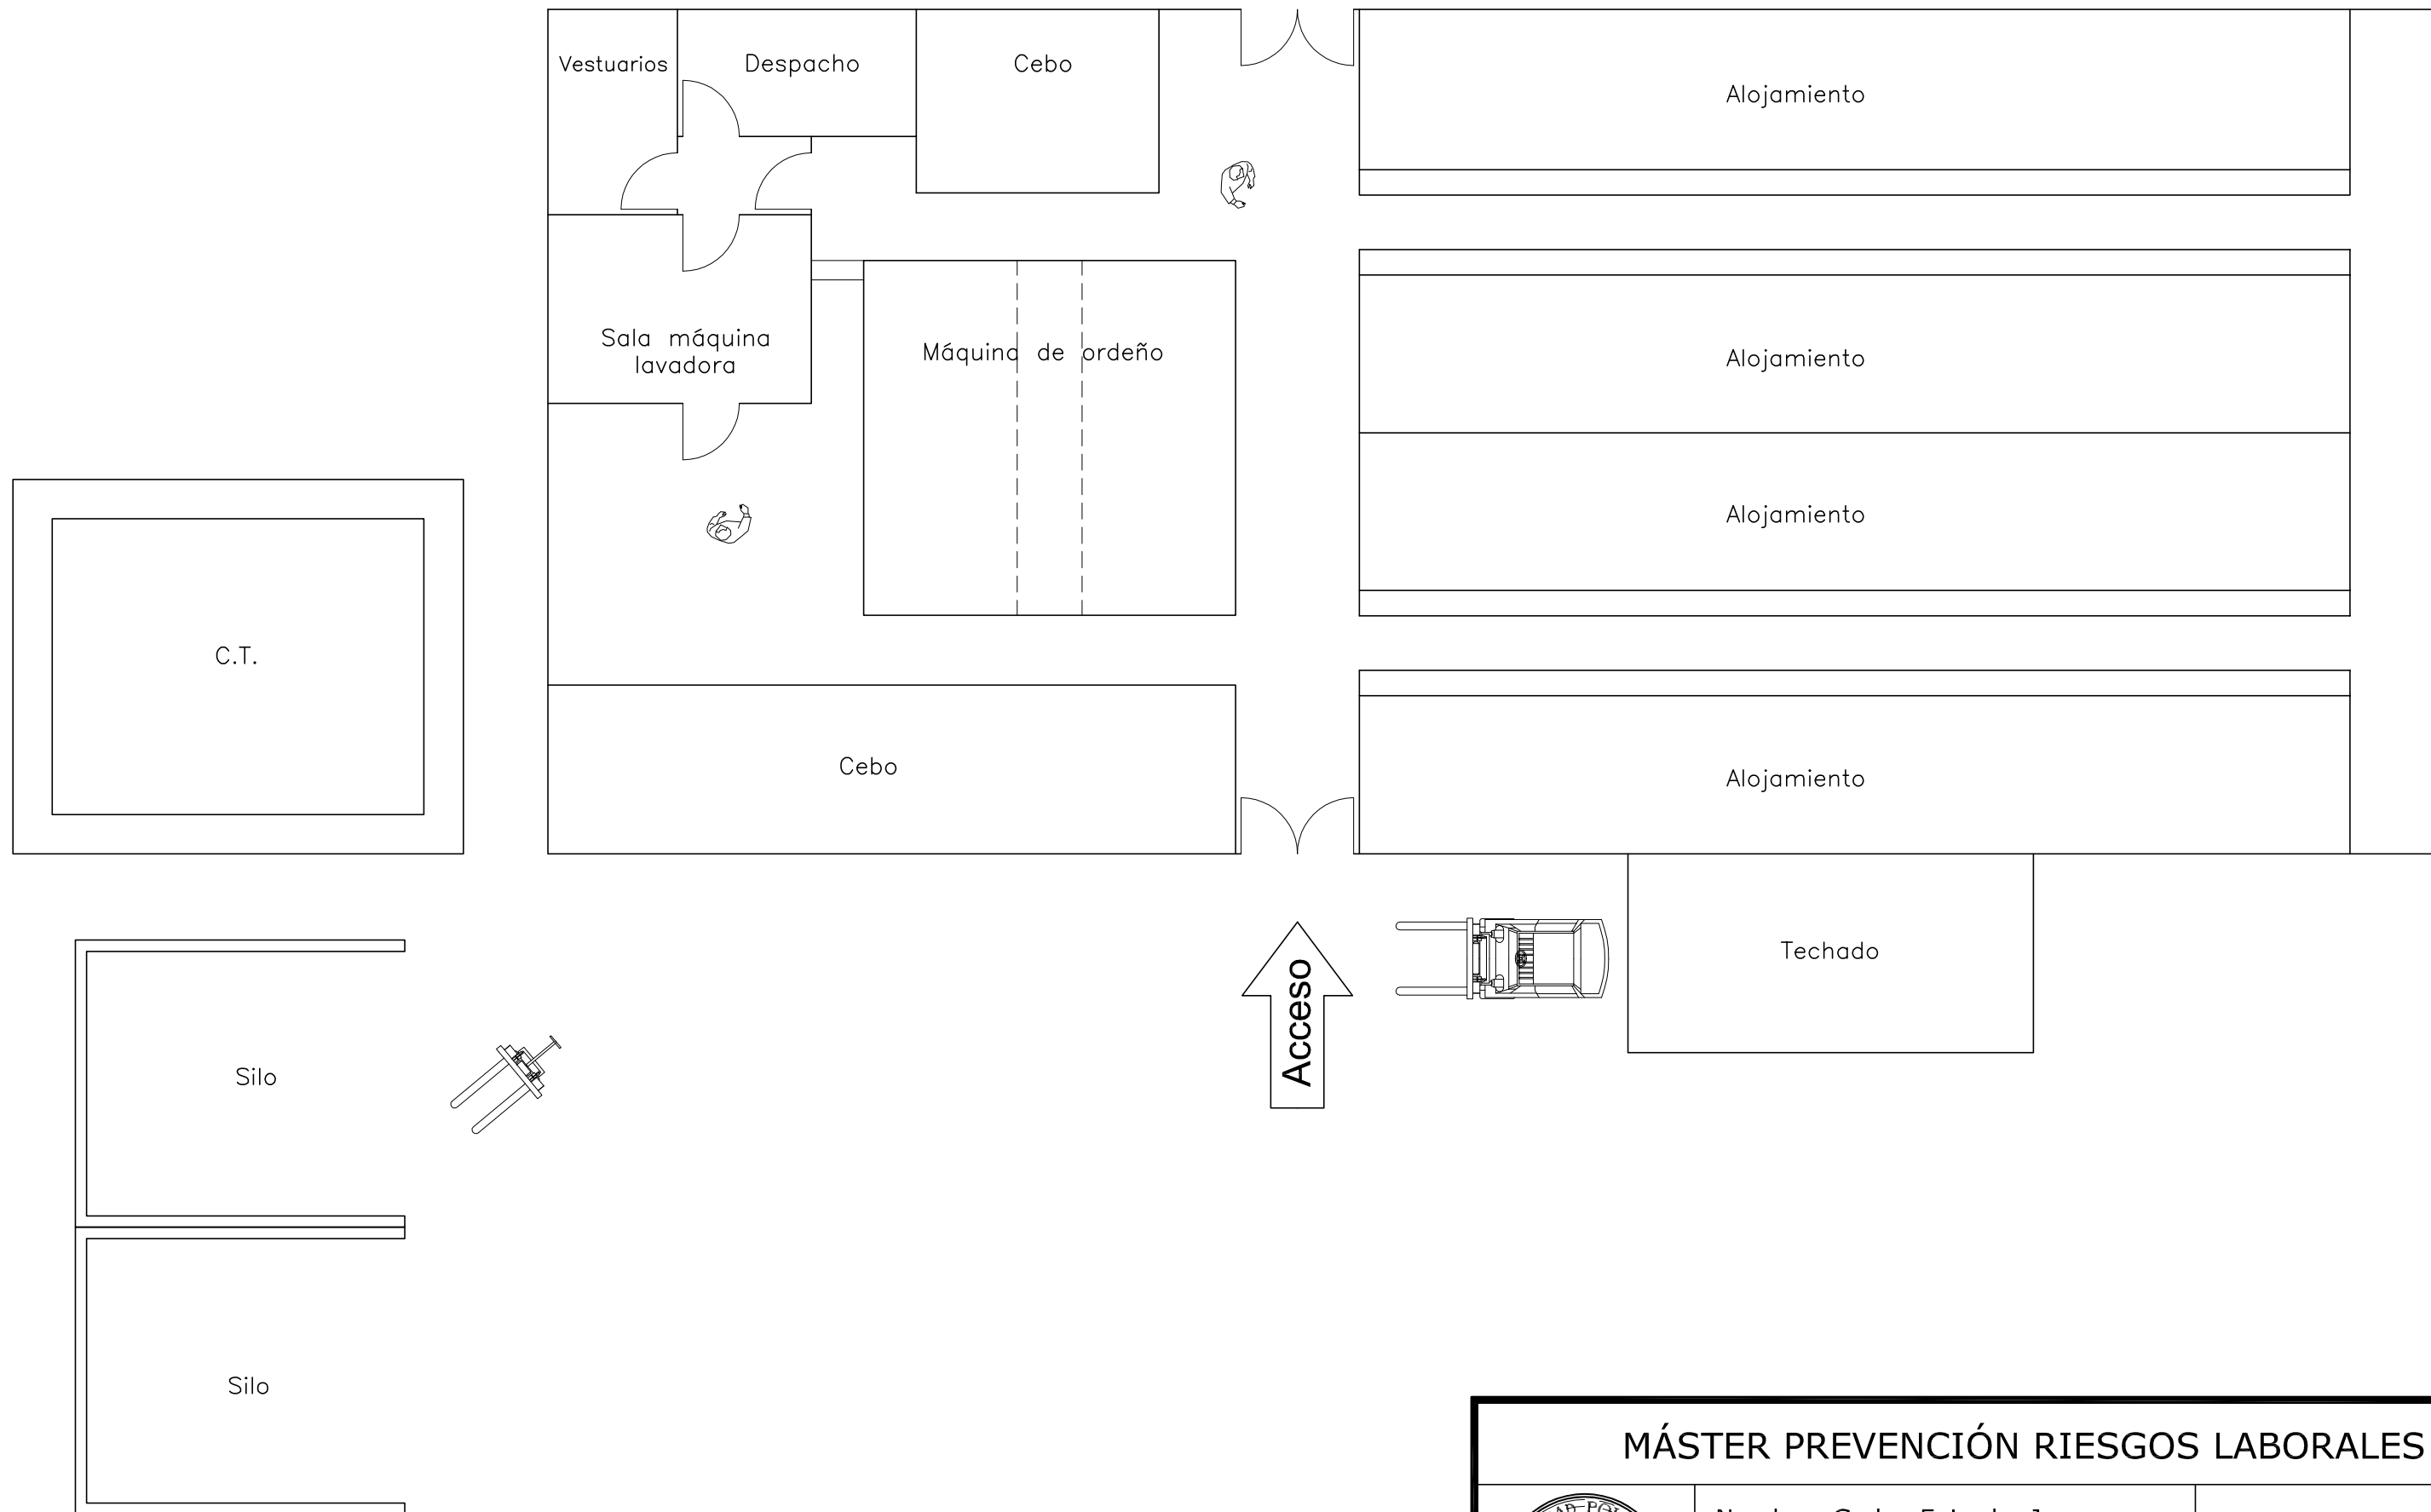 Vestuarios
Despacho
Cebo
Alojamiento
Sala máquina
lavadora
Máquina de ordeño
Alojamiento
Alojamiento
C.T.
Cebo
Alojamiento
Acceso
Techado
Silo
Silo
MÁSTER PREVENCIÓN RIESGOS LABORALES